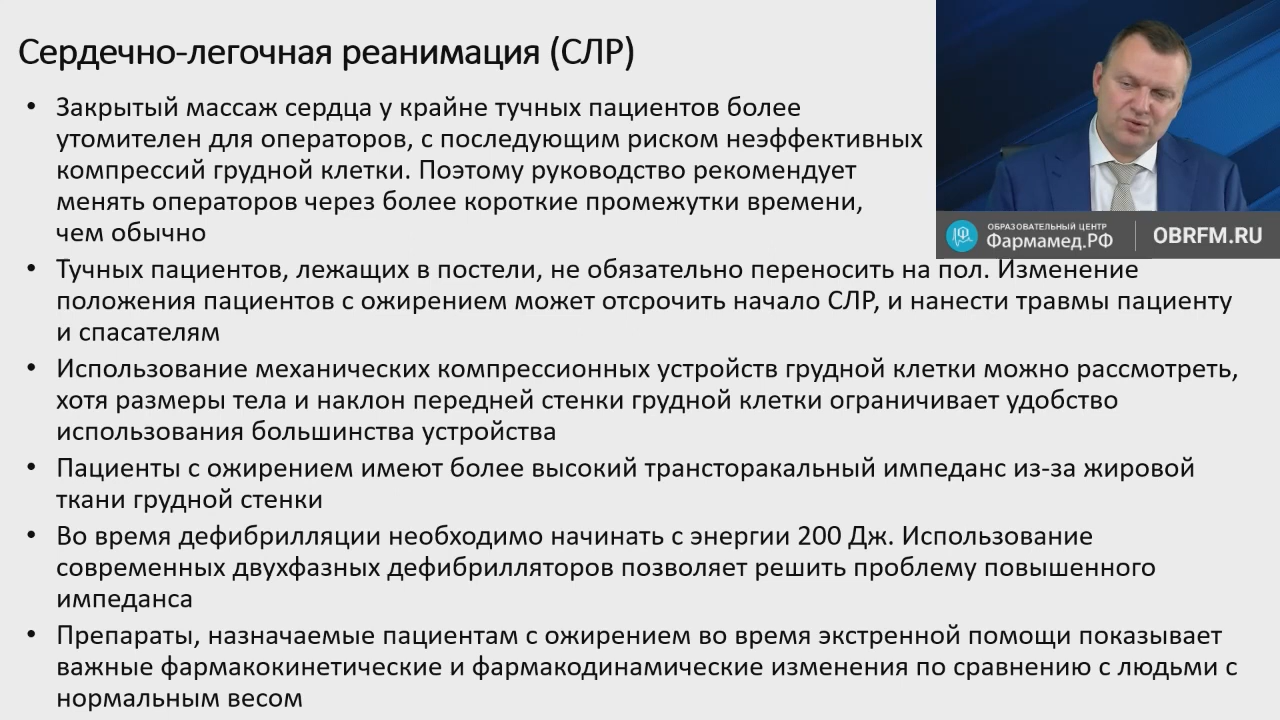 Сердечно-легочная реанимация (СЛР)
• Закрытый массаж сердца у крайне тучных пациентов более
утомителен для операторов, с последующим риском неэффективных
компрессий грудной клетки. Поэтому руководство рекомендует
менять операторов через более короткие промежутки времени,
чем обычно
• Тучных пациентов, лежащих в постели, не обязательно переносить на пол. Изменение
положения пациентов с ожирением может отсрочить начало СЛР, и нанести травмы пациенту
и спасателям
• Использование механических компрессионных устройств грудной клетки можно рассмотреть,
хотя размеры тела и наклон передней стенки грудной клетки ограничивает удобство
использования большинства устройства
• Пациенты с ожирением имеют более высокий трансторакальный импеданс из-за жировой
ткани грудной стенки
• Во время дефибрилляции необходимо начинать с энергии 200 Дж. Использование
современных двухфазных дефибрилляторов позволяет решить проблему повышенного
импеданса
• Препараты, назначаемые пациентам с ожирением во время экстренной помощи показывает
важные фармакокинетические и фармакодинамические изменения по сравнению с людьми с
нормальным весом
ОБРАЗОВАТЕЛЬНЫЙ ЦЕНТР
Фармамед.РФ
OBRFM.RU